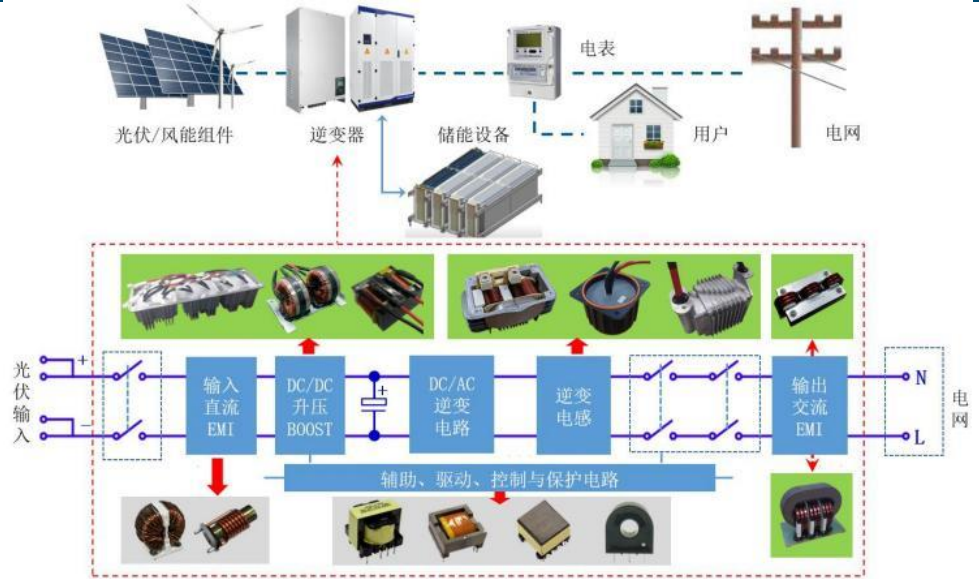 电表
光伏/风能组件
逆变器
储能设备
用户
电网
光伏输入
+
−
输入
直流
EMI
DC/DC
升压
BOOST
+
DC/AC
逆变
电路
逆变
电感
输出
交流
EMI
N
L
电网
辅助、驱动、控制与保护电路